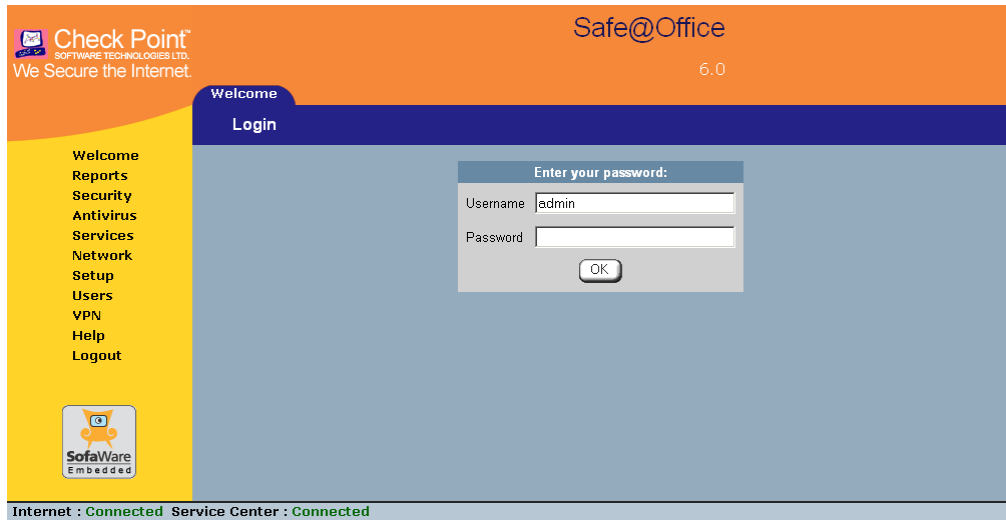 Check Point™
SOFTWARE TECHNOLOGIES LTD.
We Secure the Internet.
Safe@Office
6.0
Welcome
Login
Welcome
Reports
Security
Antivirus
Services
Network
Setup
Users
VPN
Help
Logout
Enter your password:
Username admin
Password
OK
SofaWare
Embedded
Internet : Connected Service Center : Connected